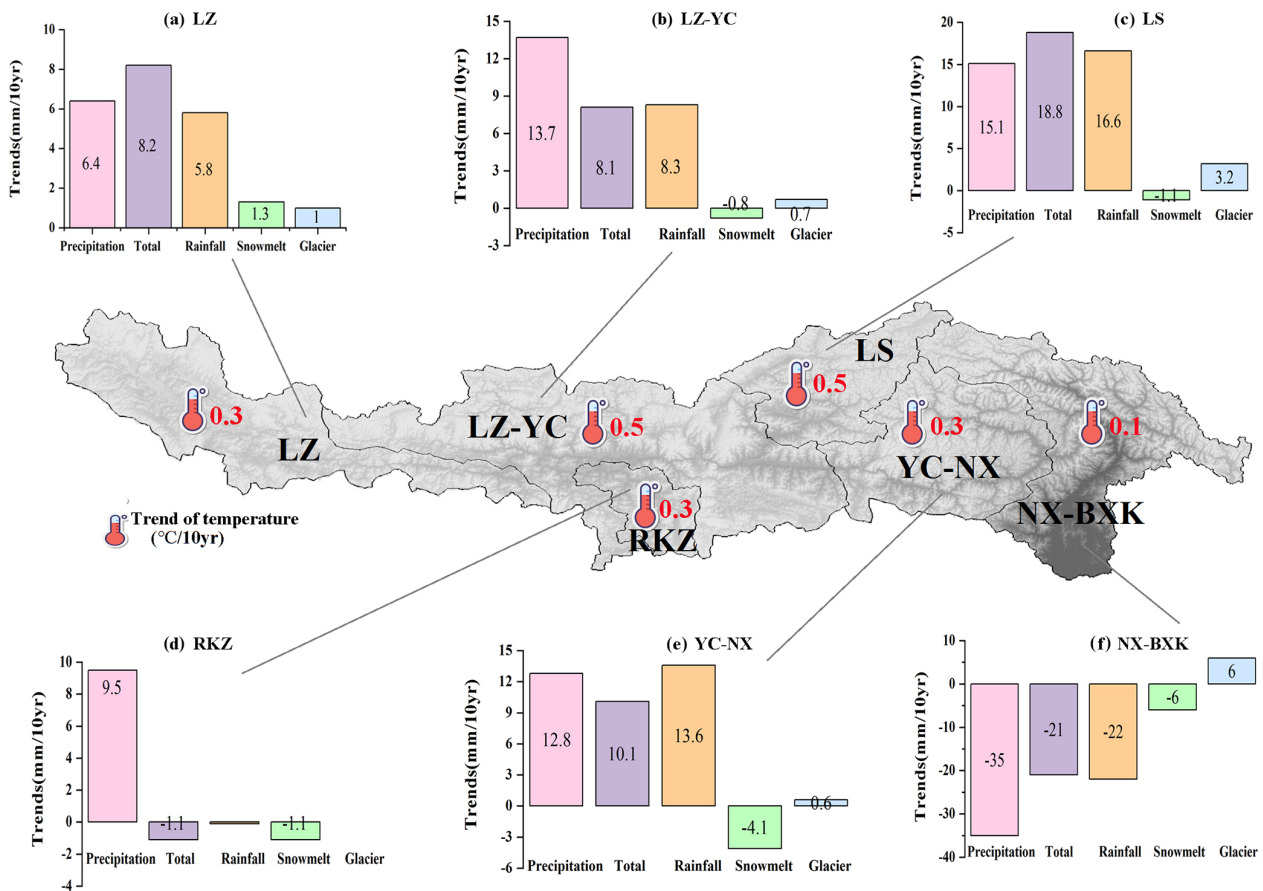 (a) LZ
Trends(mm/10yr)
10
8
6
4
2
0
6.4
8.2
5.8
1.3
1
Precipitation Total Rainfall Snowmelt Glacier
(b) LZ-YC
Trends(mm/10yr)
15
12
9
6
3
0
-3
13.7
8.1
8.3
-0.8
0.7
Precipitation Total Rainfall Snowmelt Glacier
(c) LS
Trends(mm/10yr)
20
15
10
5
0
-5
15.1
18.8
16.6
-1.1
3.2
Precipitation Total Rainfall Snowmelt Glacier
0.3
LZ
LZ-YC
0.5
LS
0.5
0.3
YC-NX
0.1
NX-BXK
0.3
RKZ
Trend of temperature
(°C/10yr)
(d) RKZ
Trends(mm/10yr)
10
8
6
4
2
0
-2
-4
9.5
-1.1
-1.1
Precipitation Total Rainfall Snowmelt Glacier
(e) YC-NX
Trends(mm/10yr)
15
12
9
6
3
0
-3
-6
12.8
10.1
13.6
-4.1
0.6
Precipitation Total Rainfall Snowmelt Glacier
(f) NX-BXK
Trends(mm/10yr)
10
0
-10
-20
-30
-40
-35
-21
-22
-6
6
Precipitation Total Rainfall Snowmelt Glacier